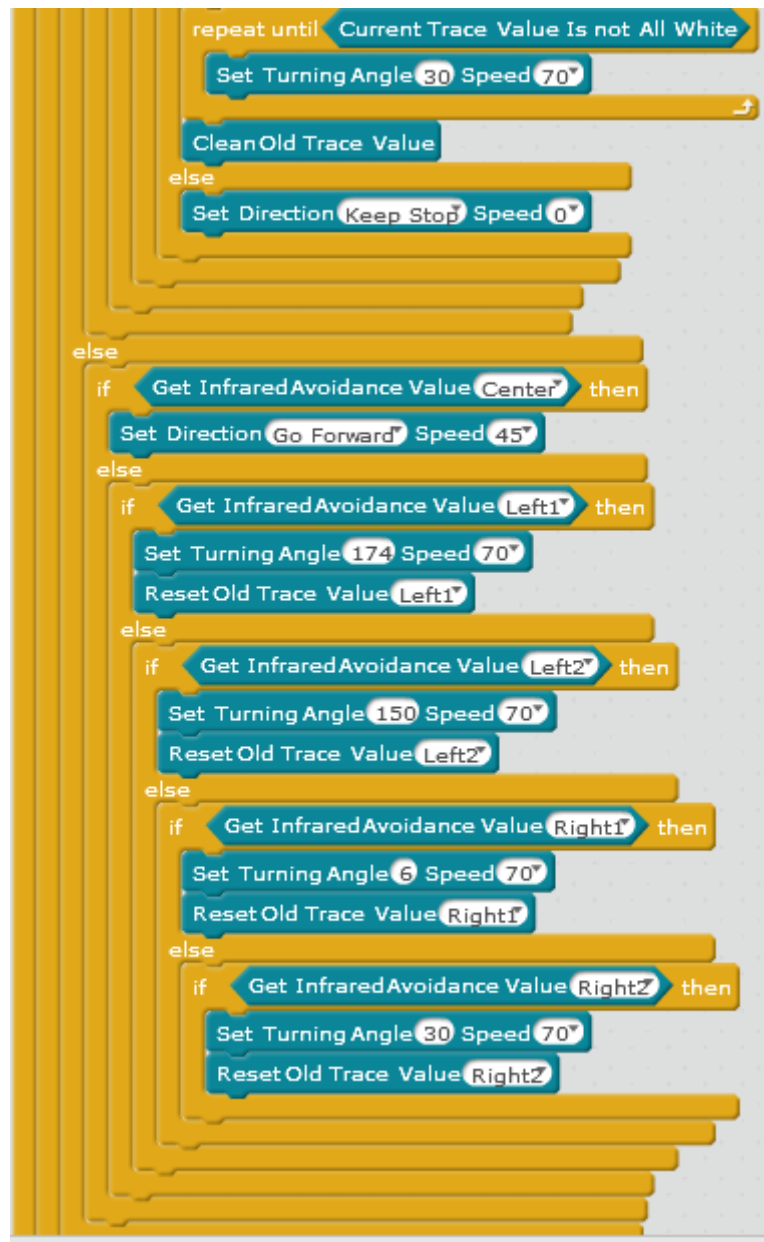 repeat until Current Trace Value Is not All White
Set Turning Angle 30 Speed 70
Clean Old Trace Value
else
Set Direction Keep Stop Speed 0
else
if Get Infrared Avoidance Value Center then
Set Direction Go Forward Speed 45
else
if Get Infrared Avoidance Value Left1 then
Set Turning Angle 174 Speed 70
Reset Old Trace Value Left1
else
if Get Infrared Avoidance Value Left2 then
Set Turning Angle 150 Speed 70
Reset Old Trace Value Left2
else
if Get Infrared Avoidance Value Right1 then
Set Turning Angle 6 Speed 70
Reset Old Trace Value Right1
else
if Get Infrared Avoidance Value Right2 then
Set Turning Angle 30 Speed 70
Reset Old Trace Value Right2